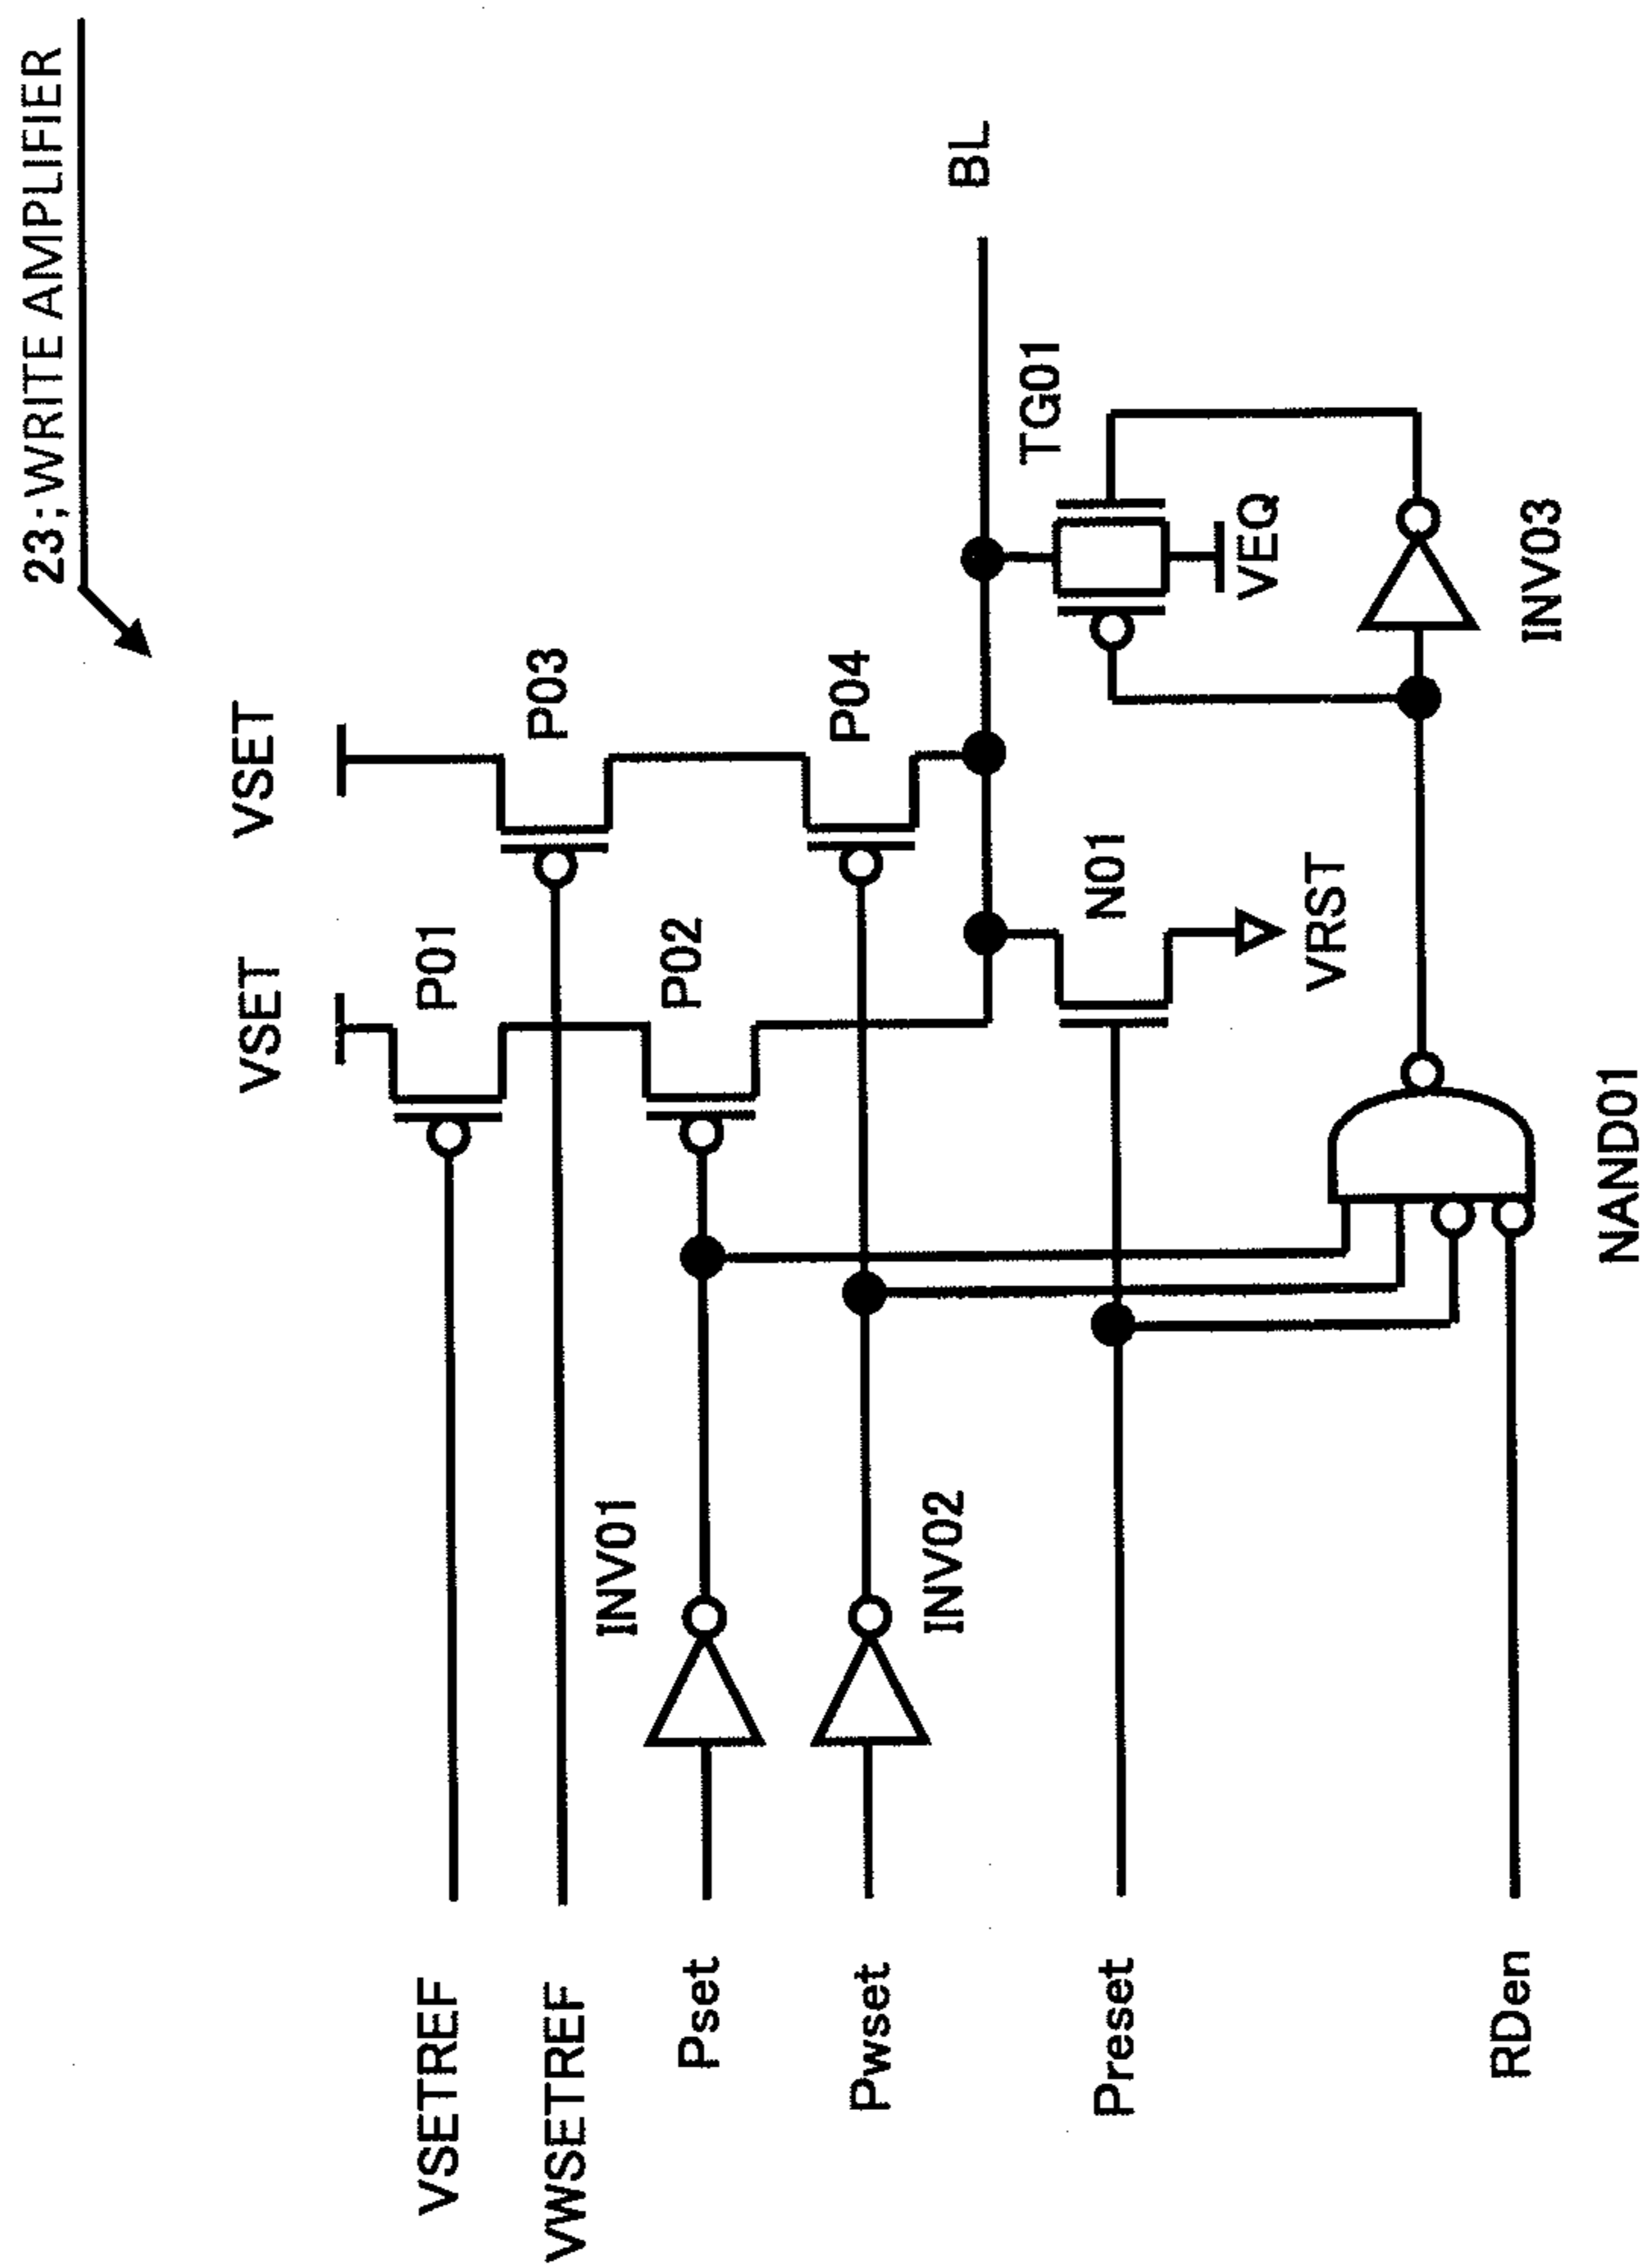 23;WRITE AMPLIFIER
VSET
VSET
P01
P03
P02
P04
BL
TG01
N01
VEQ
VRST
INV01
INV02
INV03
NAND01
VSETREF
VWSETREF
Pset
Pwset
Preset
RDen